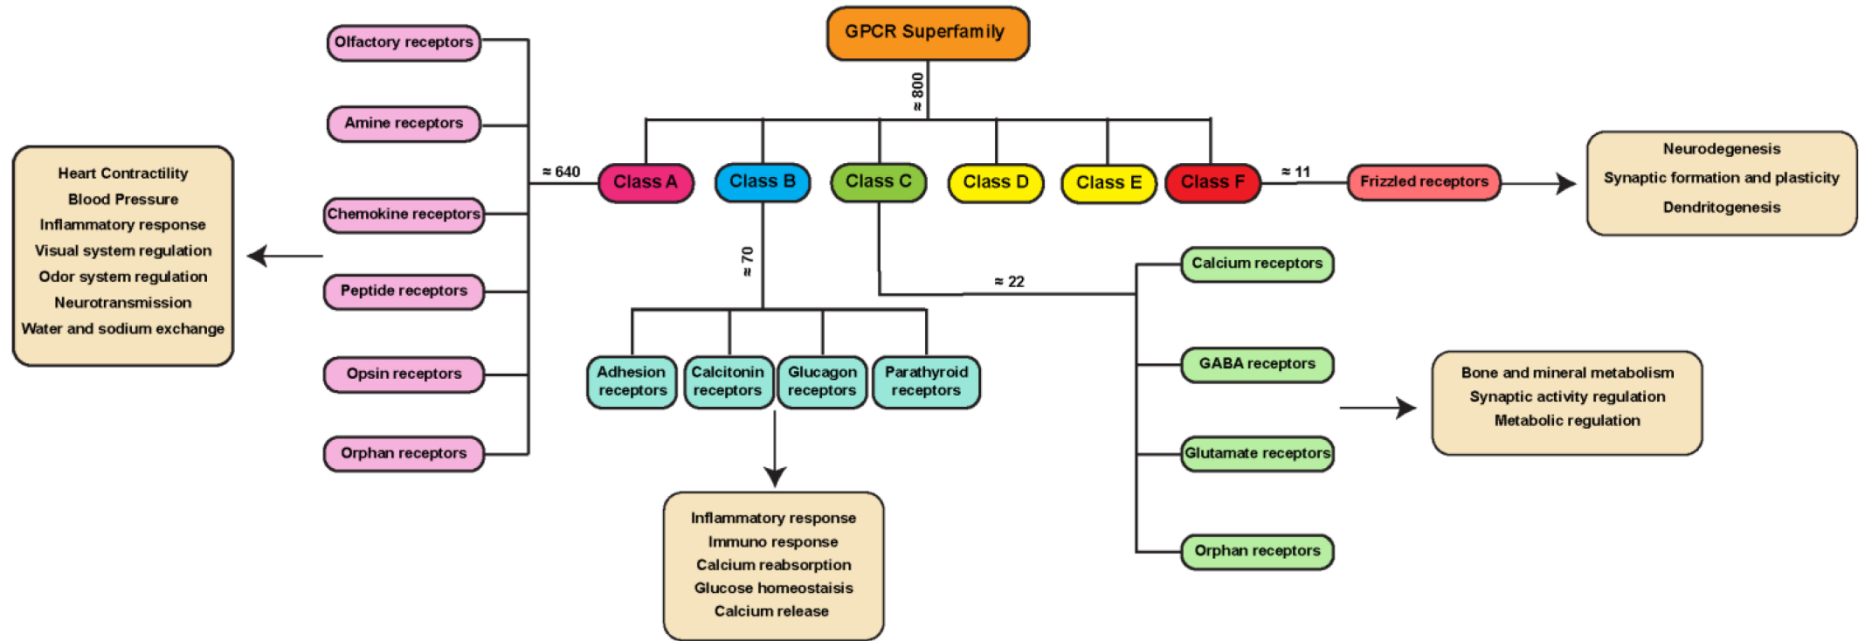 GPCR Superfamily
≈ 800
Class A
Class B
Class C
Class D
Class E
Class F
≈ 640
Olfactory receptors
Amine receptors
Chemokine receptors
Peptide receptors
Opsin receptors
Orphan receptors
Heart Contractility
Blood Pressure
Inflammatory response
Visual system regulation
Odor system regulation
Neurotransmission
Water and sodium exchange
≈ 70
Adhesion
receptors
Calcitonin
receptors
Glucagon
receptors
Parathyroid
receptors
Inflammatory response
Immuno response
Calcium reabsorption
Glucose homeostaisis
Calcium release
≈ 22
Calcium receptors
GABA receptors
Glutamate receptors
Orphan receptors
Bone and mineral metabolism
Synaptic activity regulation
Metabolic regulation
≈ 11
Frizzled receptors
Neurodegenesis
Synaptic formation and plasticity
Dendritogenesis